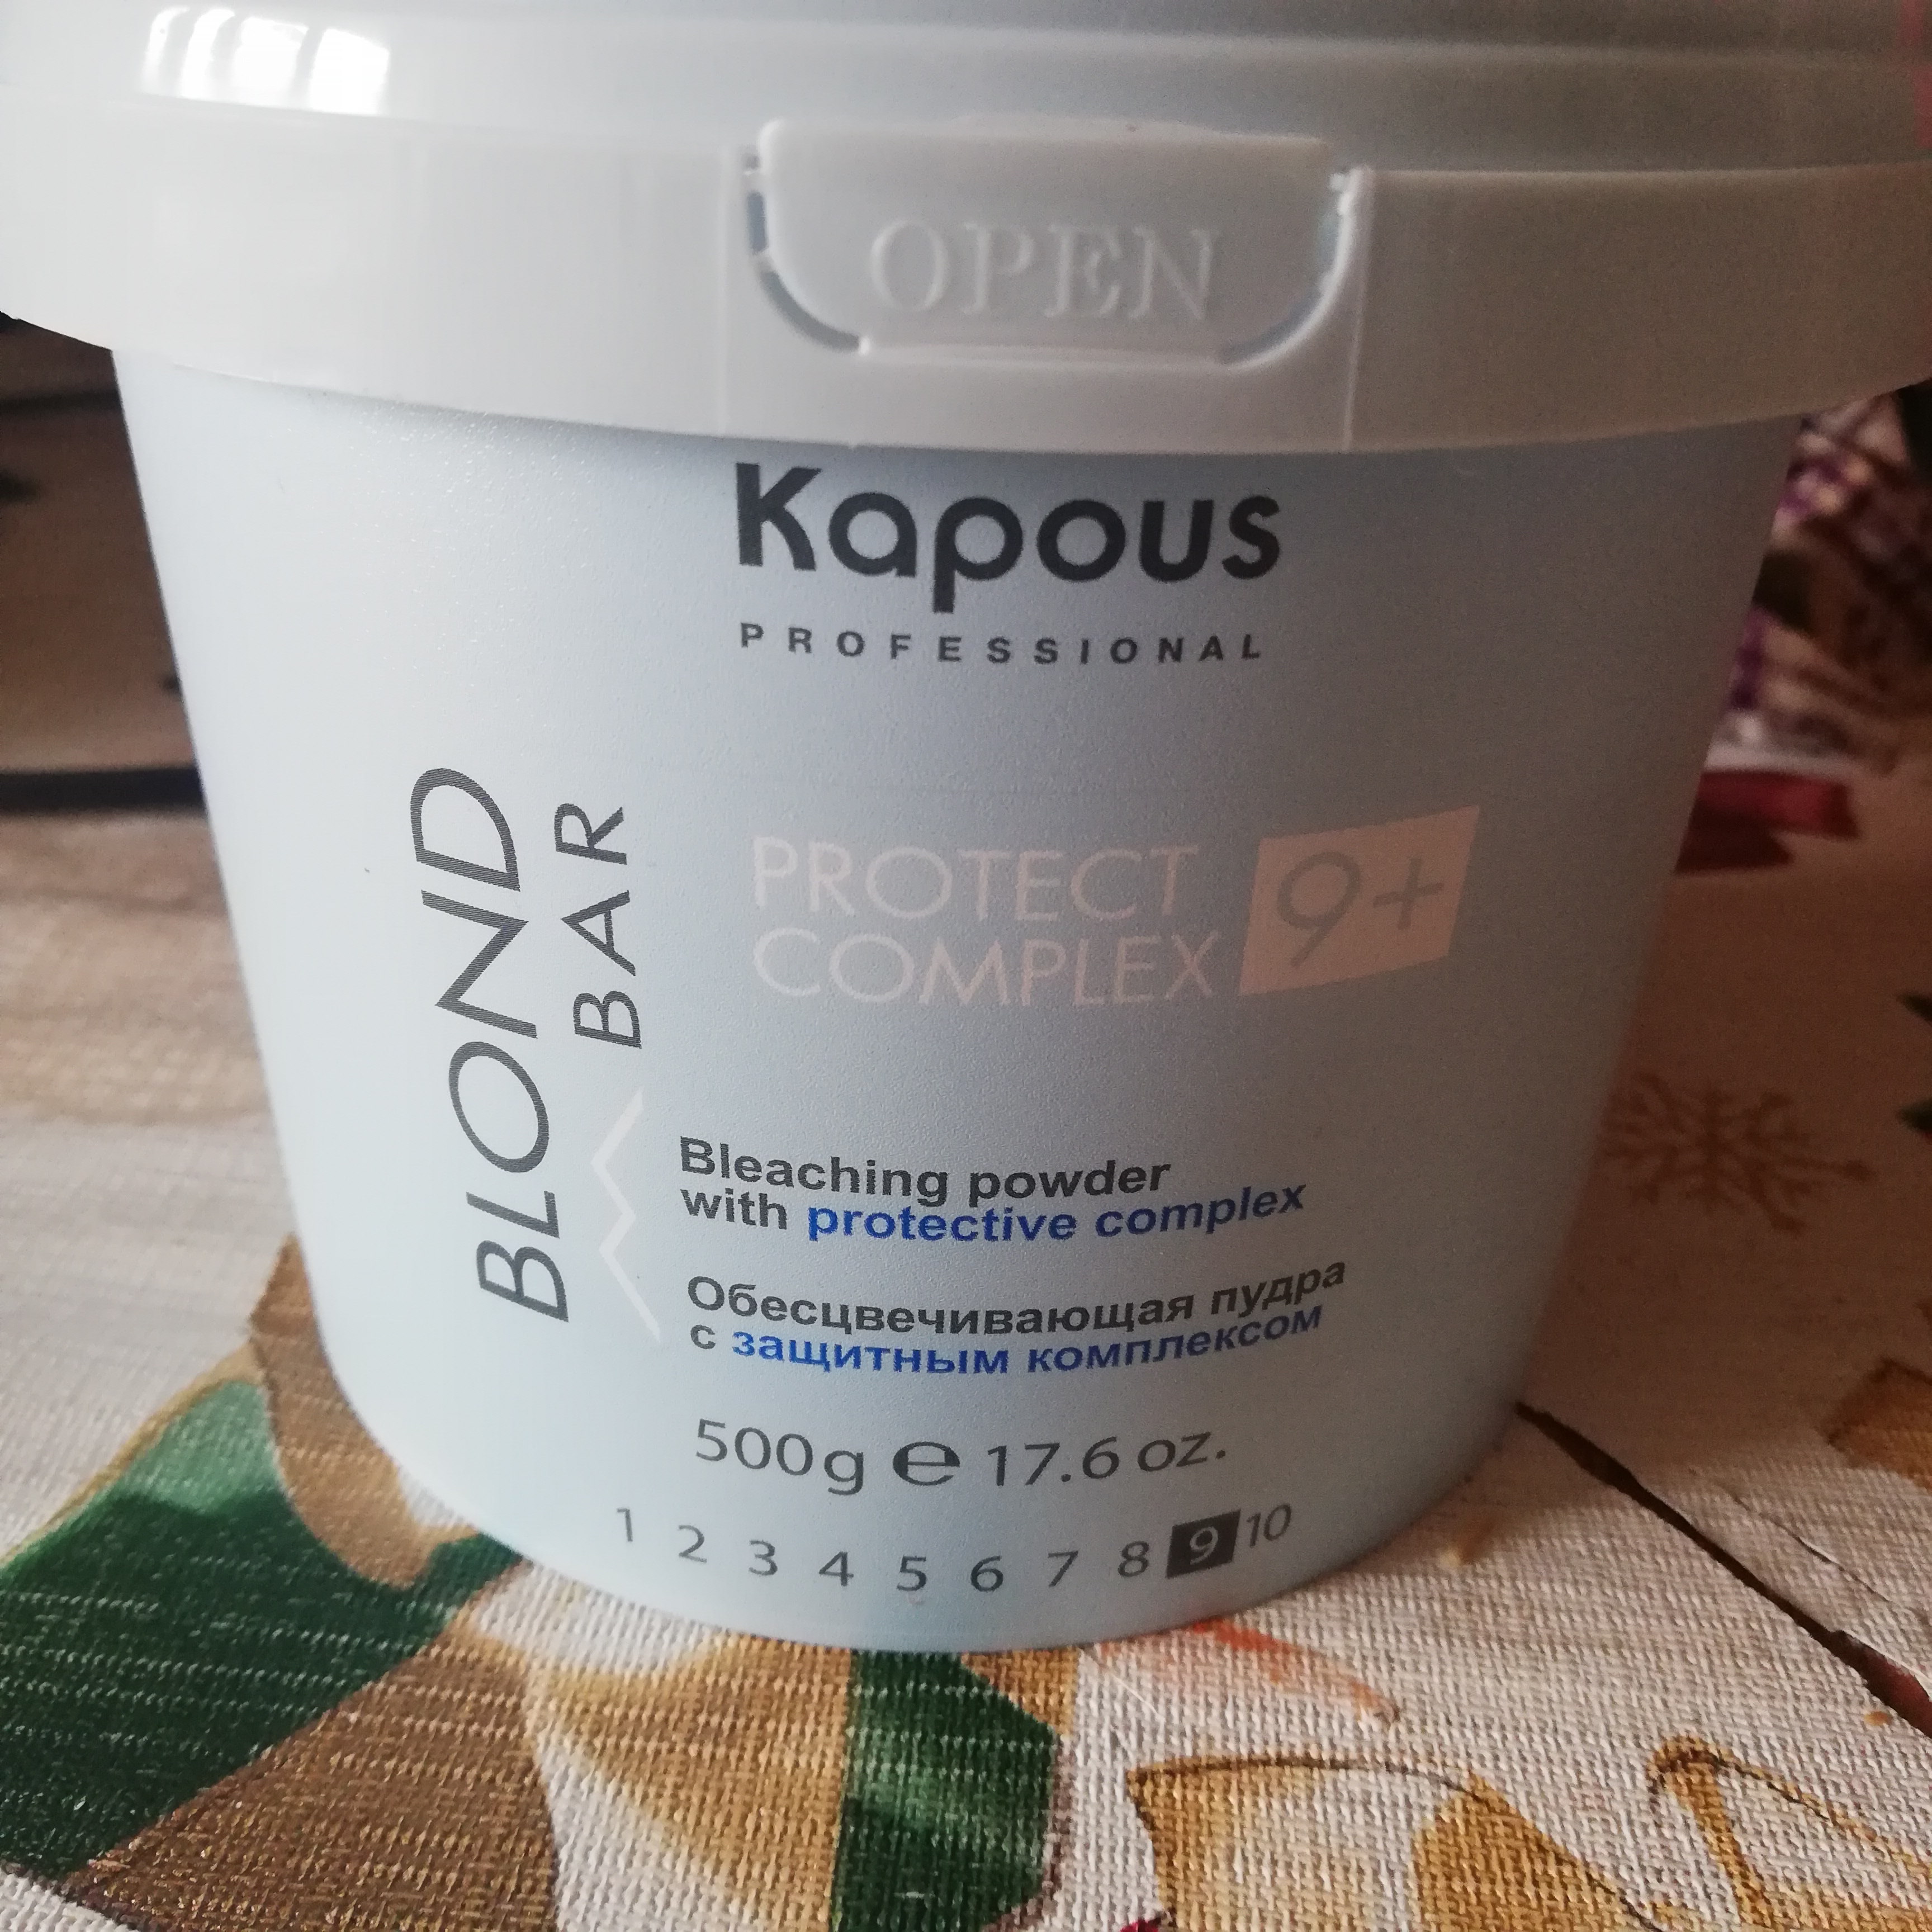 OPEN
Kapous
PROFESSIONAL
BLOND
BAR
PROTECT
COMPLEX 9+
Bleaching powder
with protective complex
Обесцвечивающая пудра
с защитным комплексом
500g e 17.6 oz.
1 2 3 4 5 6 7 8 9 10